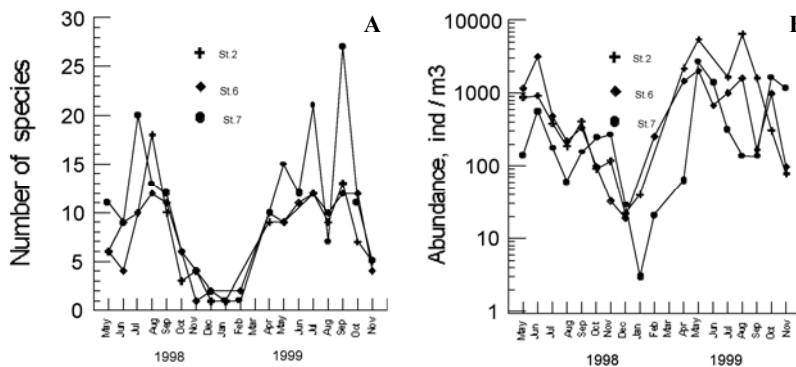 A
Number of species
30
25
20
15
10
5
0
St.2
St.6
St.7
May Jun Jul Aug Sep Oct Nov Dec Jan Feb Mar Apr May Jun Jul Aug Sep Oct Nov
1998 1999
B
Abundance, ind / m3
10000
1000
100
10
1
St.2
St.6
St.7
May Jun Jul Aug Sep Oct Nov Dec Jan Feb Mar Apr May Jun Jul Aug Sep Oct Nov
1998 1999